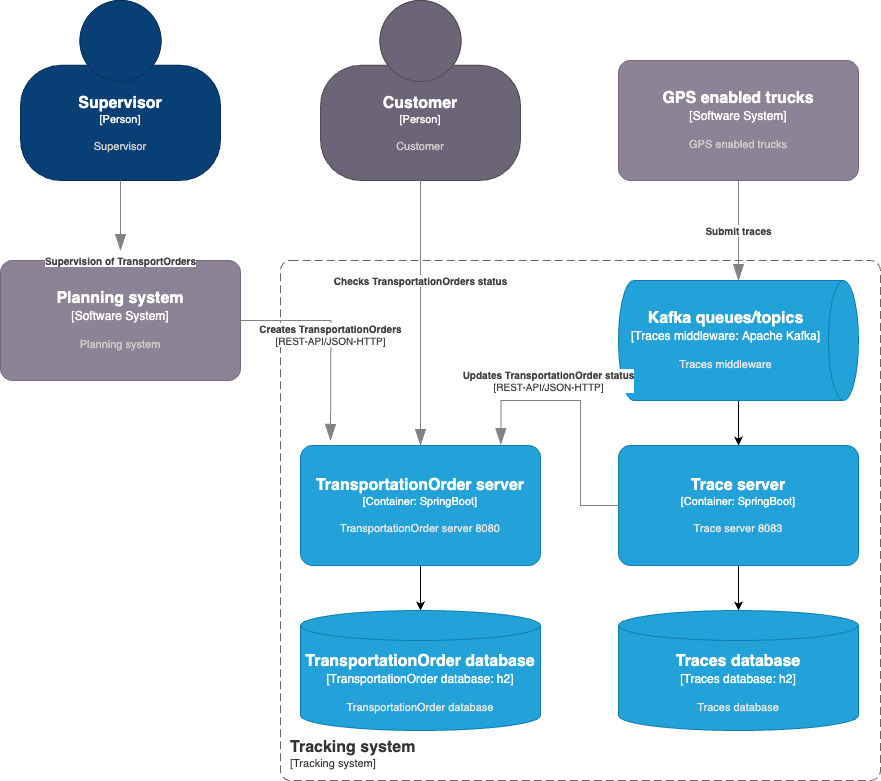 Supervisor
[Person]
Supervisor
Customer
[Person]
Customer
GPS enabled trucks
[Software System]
GPS enabled trucks
Submit traces
Supervision of TransportOrders
Planning system
[Software System]
Planning system
Checks TransportationOrders status
Creates TransportationOrders
[REST-API/JSON-HTTP]
Kafka queues/topics
[Traces middleware: Apache Kafka]
Traces middleware
Updates TransportationOrder status
[REST-API/JSON-HTTP]
TransportationOrder server
[Container: SpringBoot]
TransportationOrder server 8080
Trace server
[Container: SpringBoot]
Trace server 8083
TransportationOrder database
[TransportationOrder database: h2]
TransportationOrder database
Traces database
[Traces database: h2]
Traces database
Tracking system
[Tracking system]